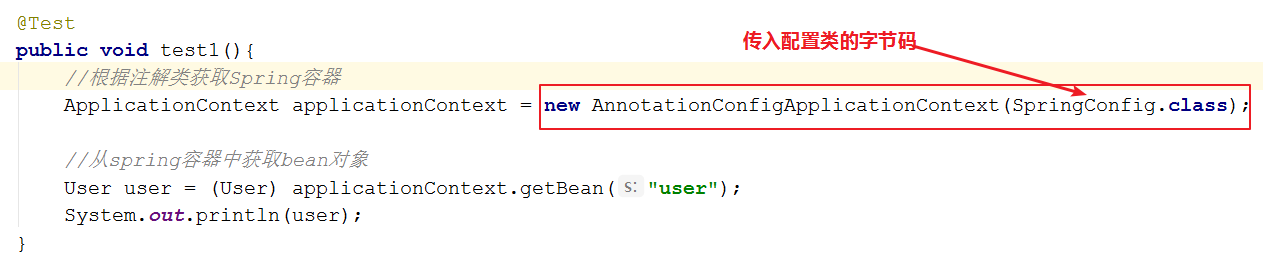 @Test
public void test1(){
传入配置类的字节码
//根据注解类获取Spring容器
ApplicationContext applicationContext = new AnnotationConfigApplicationContext(SpringConfig.class);
//从spring容器中获取bean对象
User user = (User) applicationContext.getBean( s: "user");
System.out.println(user);
}